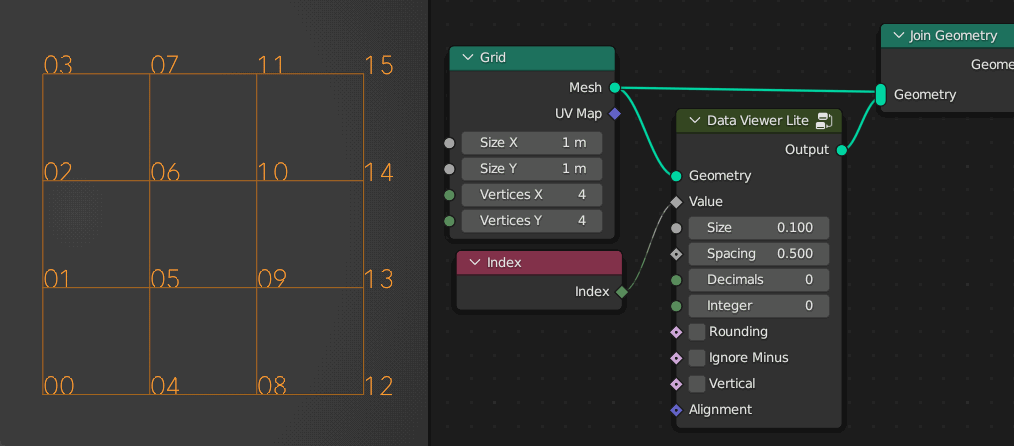 03 07 11 15
02 06 10 14
01 05 09 13
00 04 08 12
Grid
Mesh
UV Map
Size X 1 m
Size Y 1 m
Vertices X 4
Vertices Y 4
Index
Index
Data Viewer Lite
Output
Geometry
Value
Size 0.100
Spacing 0.500
Decimals 0
Integer 0
Rounding
Ignore Minus
Vertical
Alignment
Join Geometry
Geome
Geometry